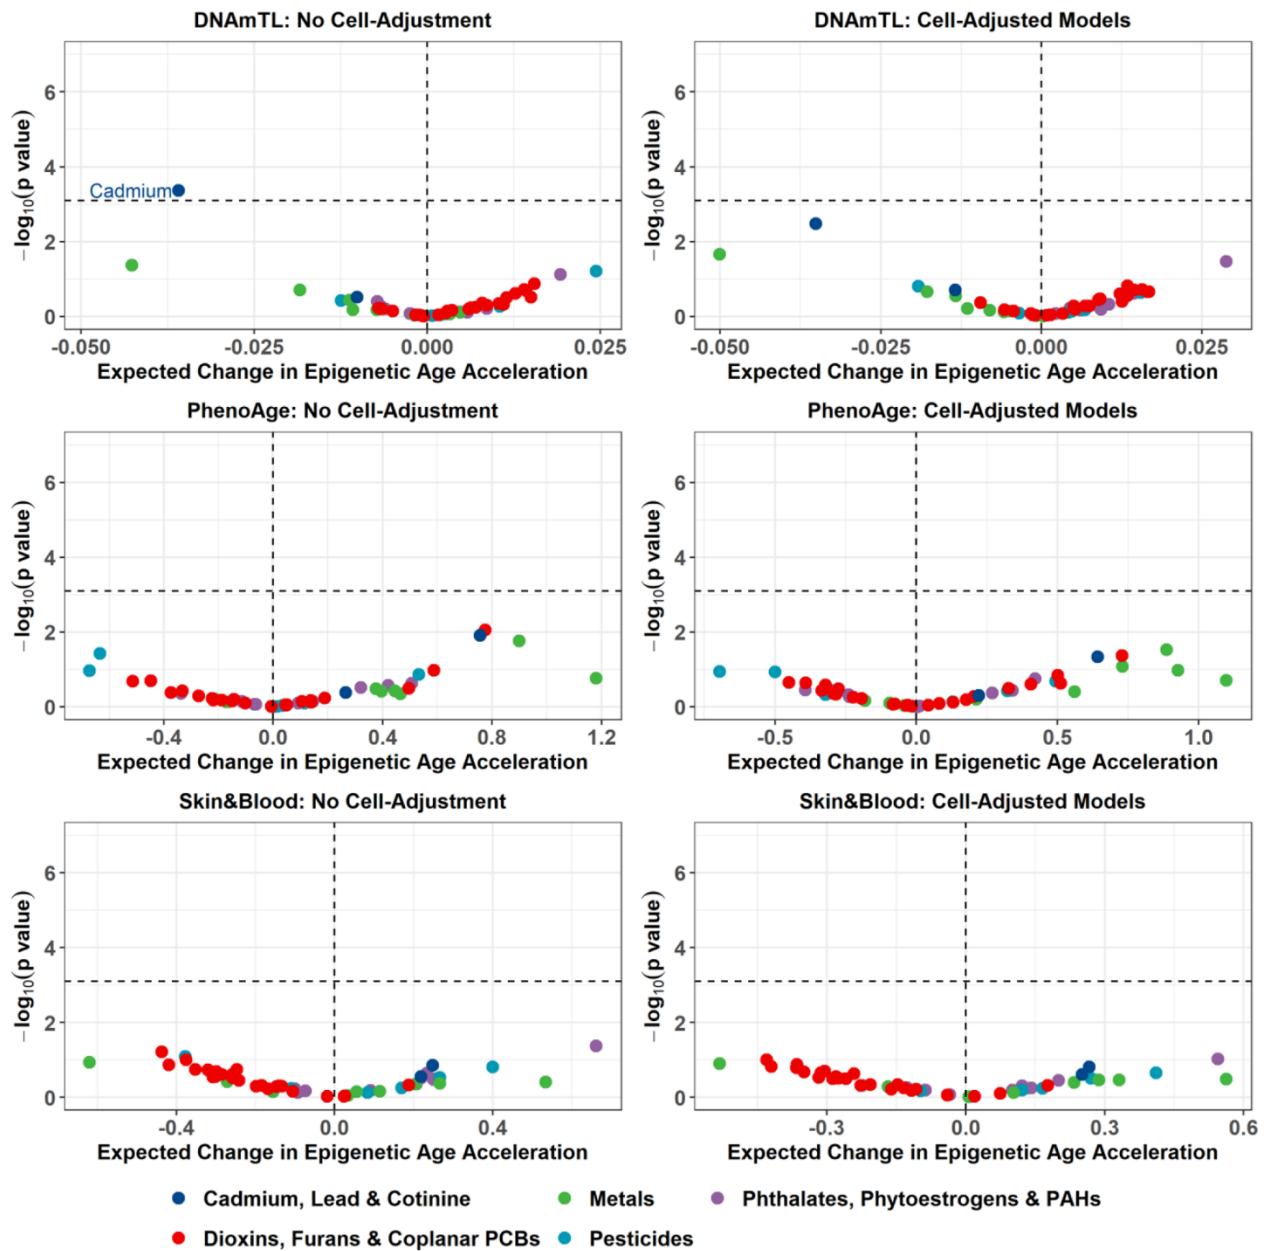 DNAmTL: No Cell-Adjustment
DNAmTL: Cell-Adjusted Models
6
4
2
0
−log10(p value)
Cadmium
-0.050
-0.025
0.000
0.025
Expected Change in Epigenetic Age Acceleration
6
4
2
0
−log10(p value)
-0.050
-0.025
0.000
0.025
Expected Change in Epigenetic Age Acceleration
PhenoAge: No Cell-Adjustment
PhenoAge: Cell-Adjusted Models
6
4
2
0
−log10(p value)
-0.4
0.0
0.4
0.8
1.2
Expected Change in Epigenetic Age Acceleration
6
4
2
0
−log10(p value)
-0.5
0.0
0.5
1.0
Expected Change in Epigenetic Age Acceleration
Skin&Blood: No Cell-Adjustment
Skin&Blood: Cell-Adjusted Models
6
4
2
0
−log10(p value)
-0.4
0.0
0.4
Expected Change in Epigenetic Age Acceleration
6
4
2
0
−log10(p value)
-0.3
0.0
0.3
0.6
Expected Change in Epigenetic Age Acceleration
Cadmium, Lead & Cotinine
Metals
Phthalates, Phytoestrogens & PAHs
Dioxins, Furans & Coplanar PCBs
Pesticides